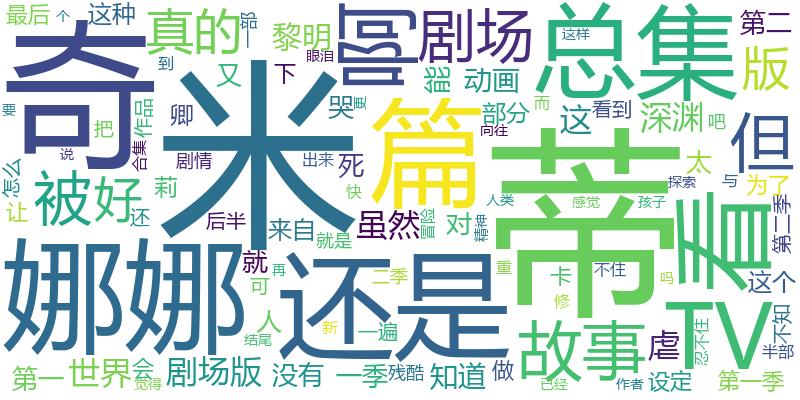 最后 个 这种 真的 一部 黎明 啊 剧场 总集 第二
到 眼泪 这样 版
奇 米 又 下 能 动画
要 把 作品 卿 哭 更 部分 而 看到 深渊 吧 但
说 合集 剧情 出来 死 向往 这 太 探索 与 为了
怎么 被 好 莉 快 篇 人类 蒂 感觉 孩子 看 第二季
让 还 后半 来自 虽然 对 冒险 精神
就是 就 再 二季 重 卡 不住 这个
娜娜 可 人 还是 修 吗 TV 不知
新 一遍 故事 虐 忍不住 半部
结尾
第一 世界 会 剧场版 没有 一季 残酷 知道 做 设定 第一季
觉得 已经 作者